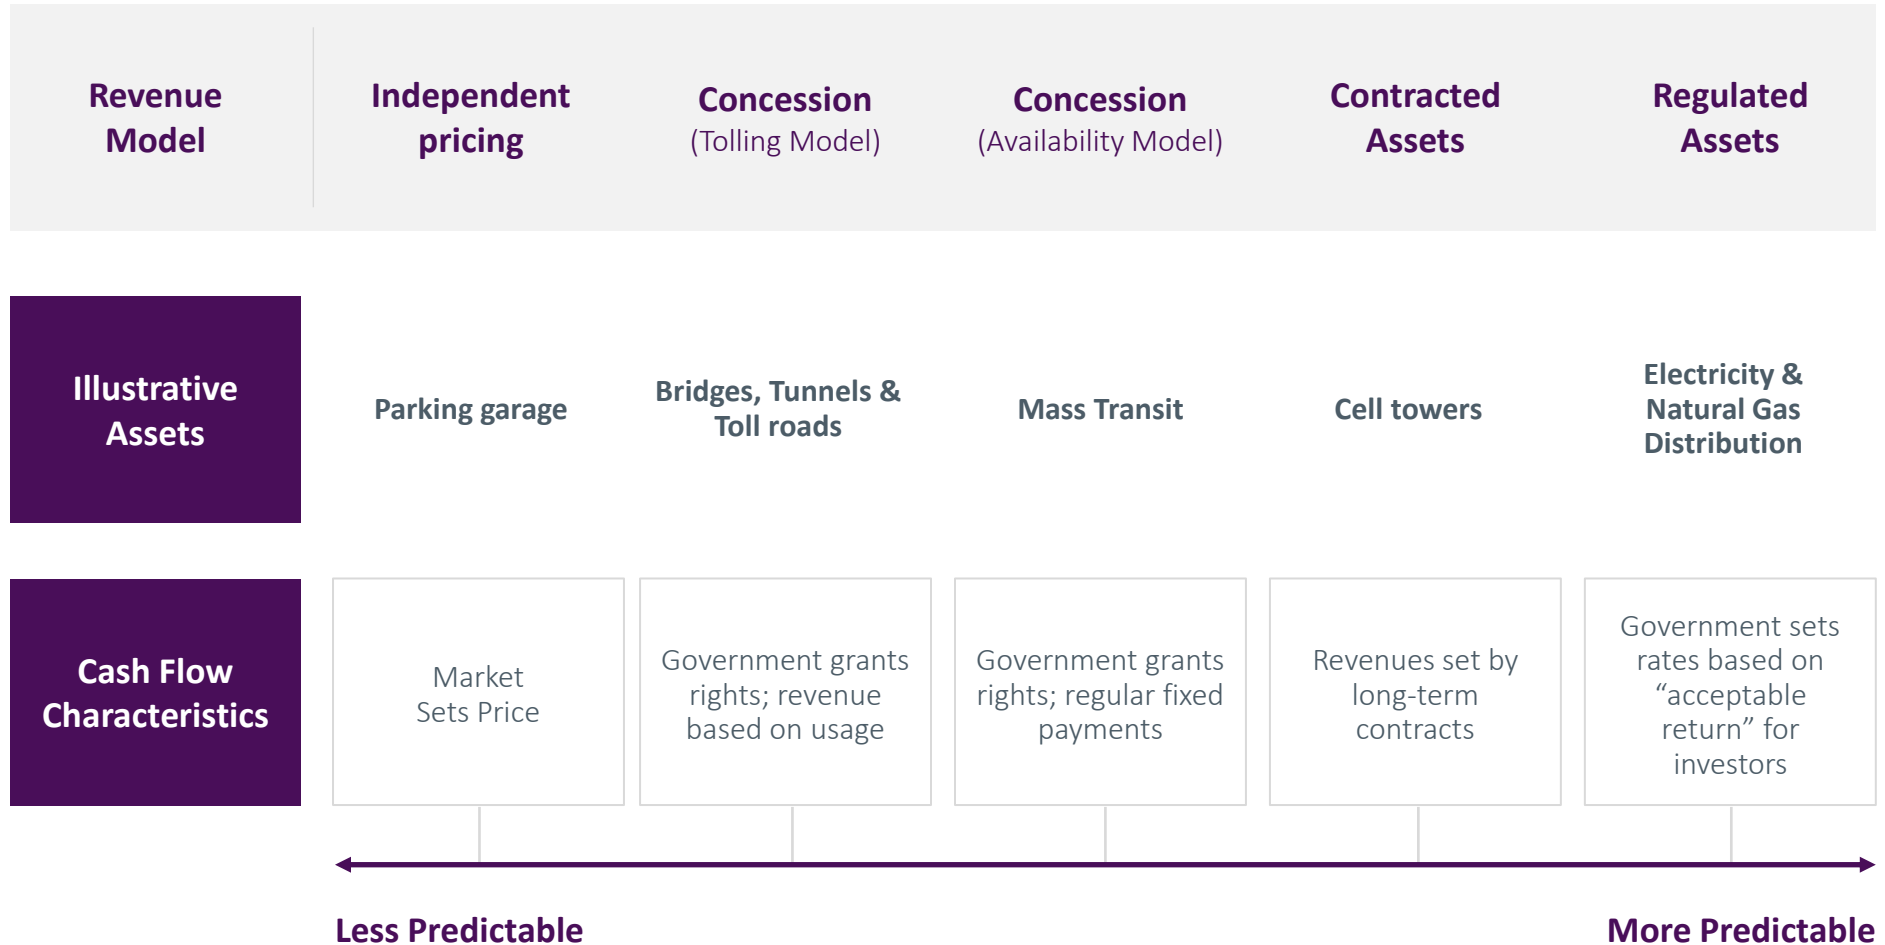 Revenue
Model
Independent
pricing
Concession
(Tolling Model)
Concession
(Availability Model)
Contracted
Assets
Regulated
Assets
Illustrative
Assets
Parking garage
Bridges, Tunnels &
Toll roads
Mass Transit
Cell towers
Electricity &
Natural Gas
Distribution
Cash Flow
Characteristics
Market
Sets Price
Government grants
rights; revenue
based on usage
Government grants
rights; regular fixed
payments
Revenues set by
long-term
contracts
Government sets
rates based on
“acceptable
return” for
investors
Less Predictable
More Predictable